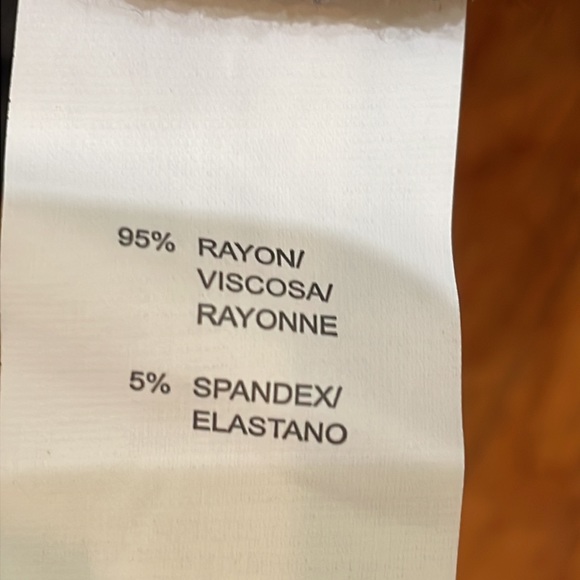 95% RAYON/
VISCOSA/
RAYONNE
5% SPANDEX/
ELASTANO